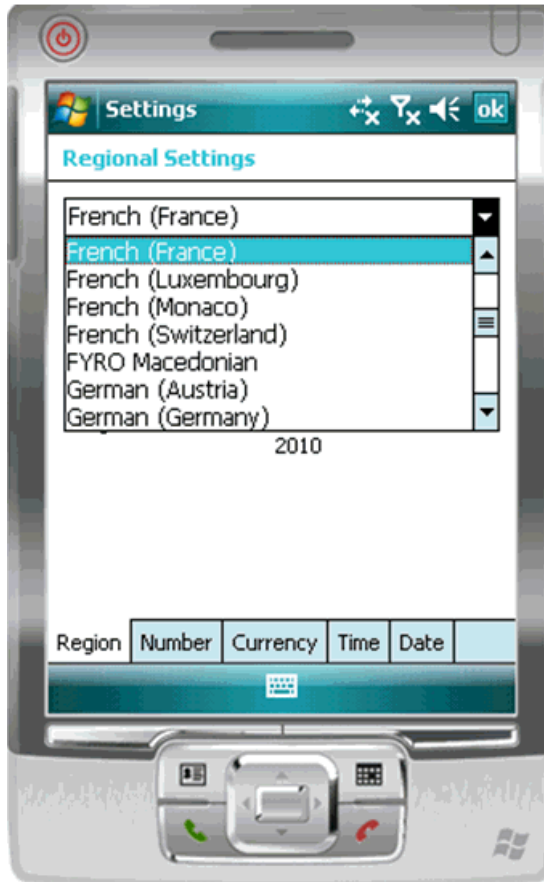 Settings
ok
Regional Settings
French (France)
French (France)
French (Luxembourg)
French (Monaco)
French (Switzerland)
FYRO Macedonian
German (Austria)
German (Germany)
2010
Region Number Currency Time Date